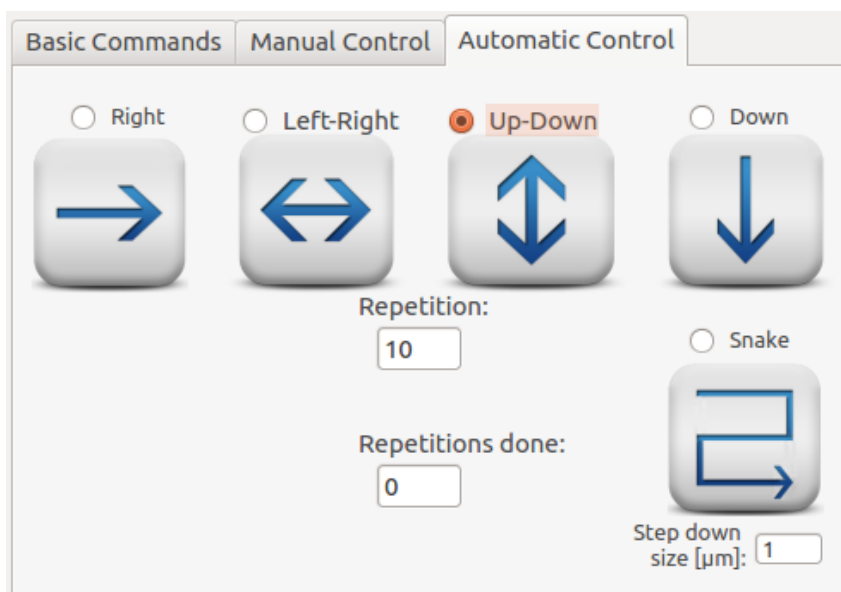 Basic Commands Manual Control Automatic Control
Right Left-Right Up-Down Down
Repetition:
10
Snake
Repetitions done:
0
Step down
size [µm]: 1